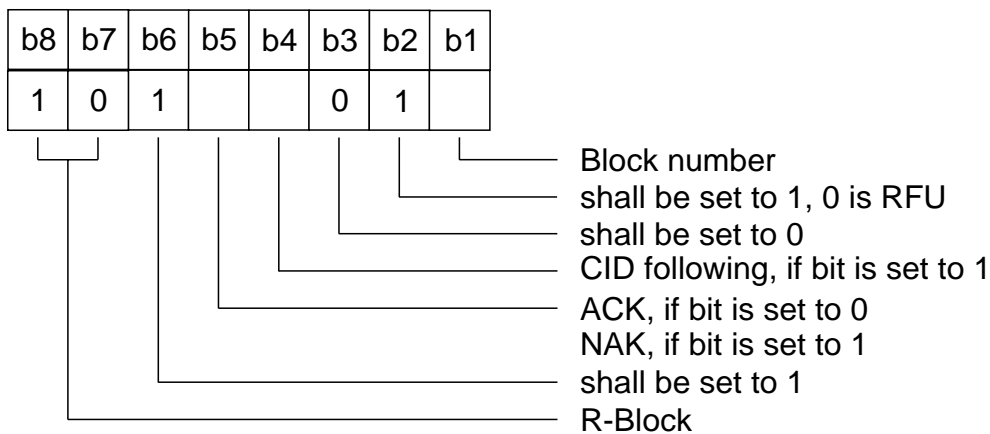 b8 b7 b6 b5 b4 b3 b2 b1
1 0 1 0 1
Block number
shall be set to 1, 0 is RFU
shall be set to 0
CID following, if bit is set to 1
ACK, if bit is set to 0
NAK, if bit is set to 1
shall be set to 1
R-Block